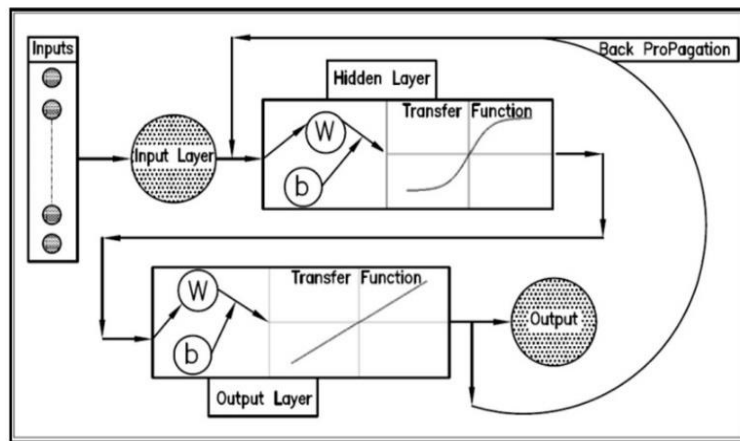 Inputs
Back ProPagation
Hidden Layer
Input Layer
W
b
Transfer Function
W
b
Transfer Function
Output
Output Layer